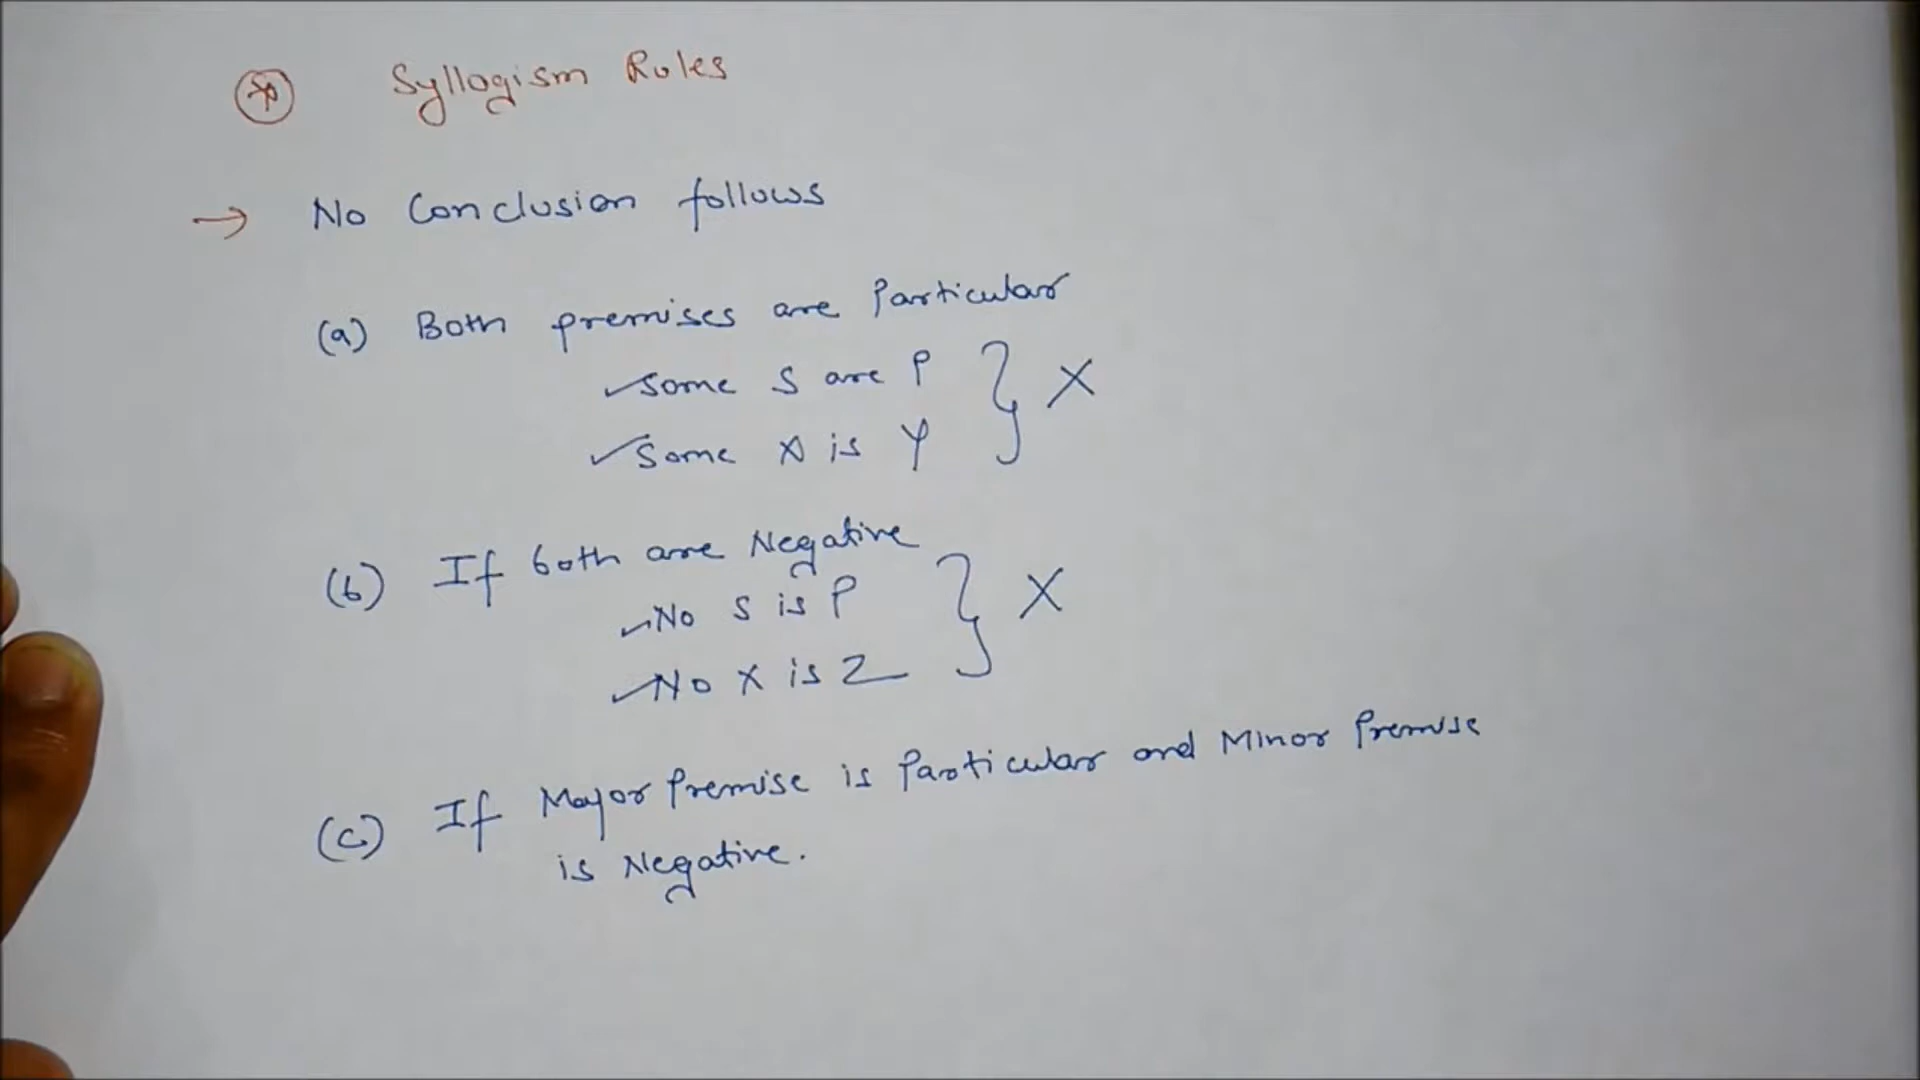 Syllogism Rules
→ No Conclusion follows
(a) Both premises are Particular
Some S are P
Some X is Y
} X
(b) If both are Negative
No S is P
No X is Z
} X
(c) If Major Premise is Particular and Minor Premise
is Negative.